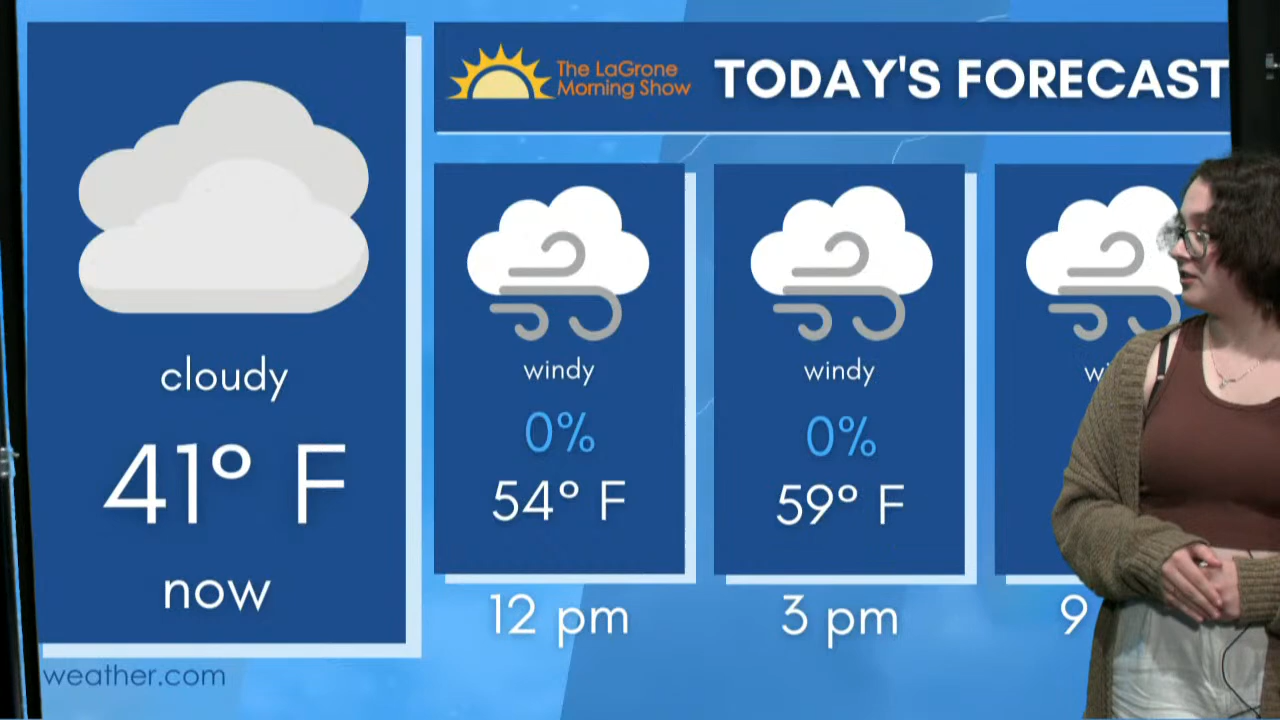 The LaGrone
Morning Show
TODAY'S FORECAST
cloudy
41° F
now
windy
0%
54° F
12 pm
windy
0%
59° F
3 pm
9
weather.com